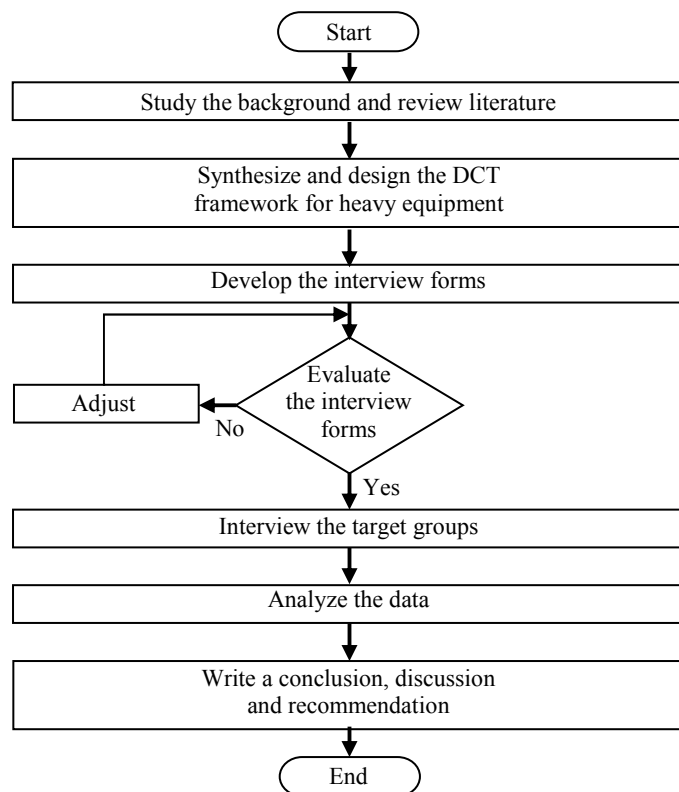 Start
Study the background and review literature
Synthesize and design the DCT
framework for heavy equipment
Develop the interview forms
Evaluate
the interview
forms
Adjust
No
Yes
Interview the target groups
Analyze the data
Write a conclusion, discussion
and recommendation
End